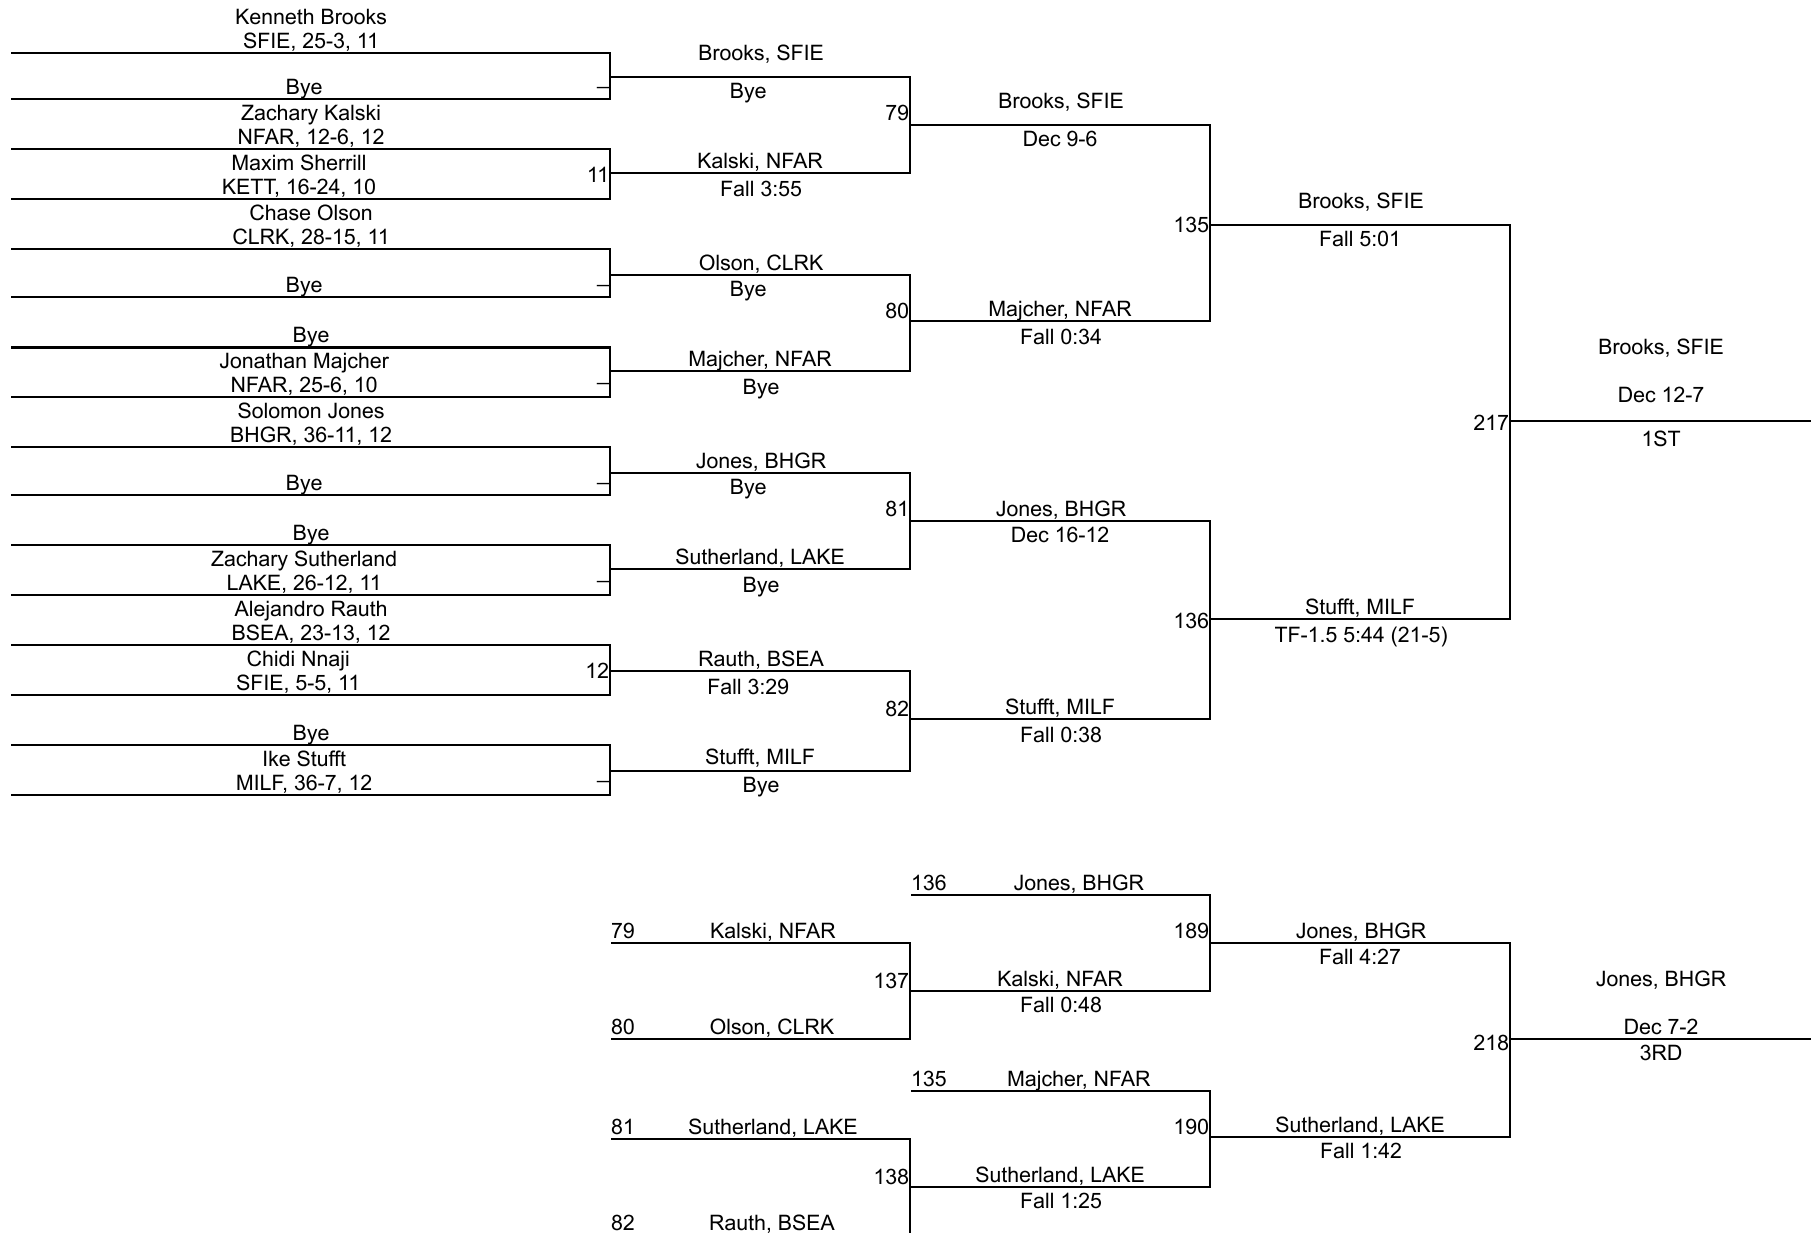 Kenneth Brooks
SFIE, 25-3, 11
Bye
Zachary Kalski
NFAR, 12-6, 12
Maxim Sherrill
KETT, 16-24, 10
11
Chase Olson
CLRK, 28-15, 11
Bye
Bye
Jonathan Majcher
NFAR, 25-6, 10
Solomon Jones
BHGR, 36-11, 12
Bye
Bye
Zachary Sutherland
LAKE, 26-12, 11
Alejandro Rauth
BSEA, 23-13, 12
Chidi Nnaji
SFIE, 5-5, 11
12
Bye
Ike Stufft
MILF, 36-7, 12
Brooks, SFIE
Bye
79
Kalski, NFAR
Fall 3:55
Olson, CLRK
Bye
80
Majcher, NFAR
Bye
Jones, BHGR
Bye
81
Sutherland, LAKE
Bye
Rauth, BSEA
Fall 3:29
82
Stufft, MILF
Bye
Brooks, SFIE
Dec 9-6
135
Majcher, NFAR
Fall 0:34
Jones, BHGR
Dec 16-12
136
Stufft, MILF
Fall 0:38
Brooks, SFIE
Fall 5:01
217
Stufft, MILF
TF-1.5 5:44 (21-5)
Brooks, SFIE
Dec 12-7
1ST
136 Jones, BHGR
79 Kalski, NFAR
189
137
Kalski, NFAR
Fall 0:48
80 Olson, CLRK
135 Majcher, NFAR
81 Sutherland, LAKE
190
138
Sutherland, LAKE
Fall 1:25
82 Rauth, BSEA
Jones, BHGR
Fall 4:27
218
Sutherland, LAKE
Fall 1:42
Jones, BHGR
Dec 7-2
3RD